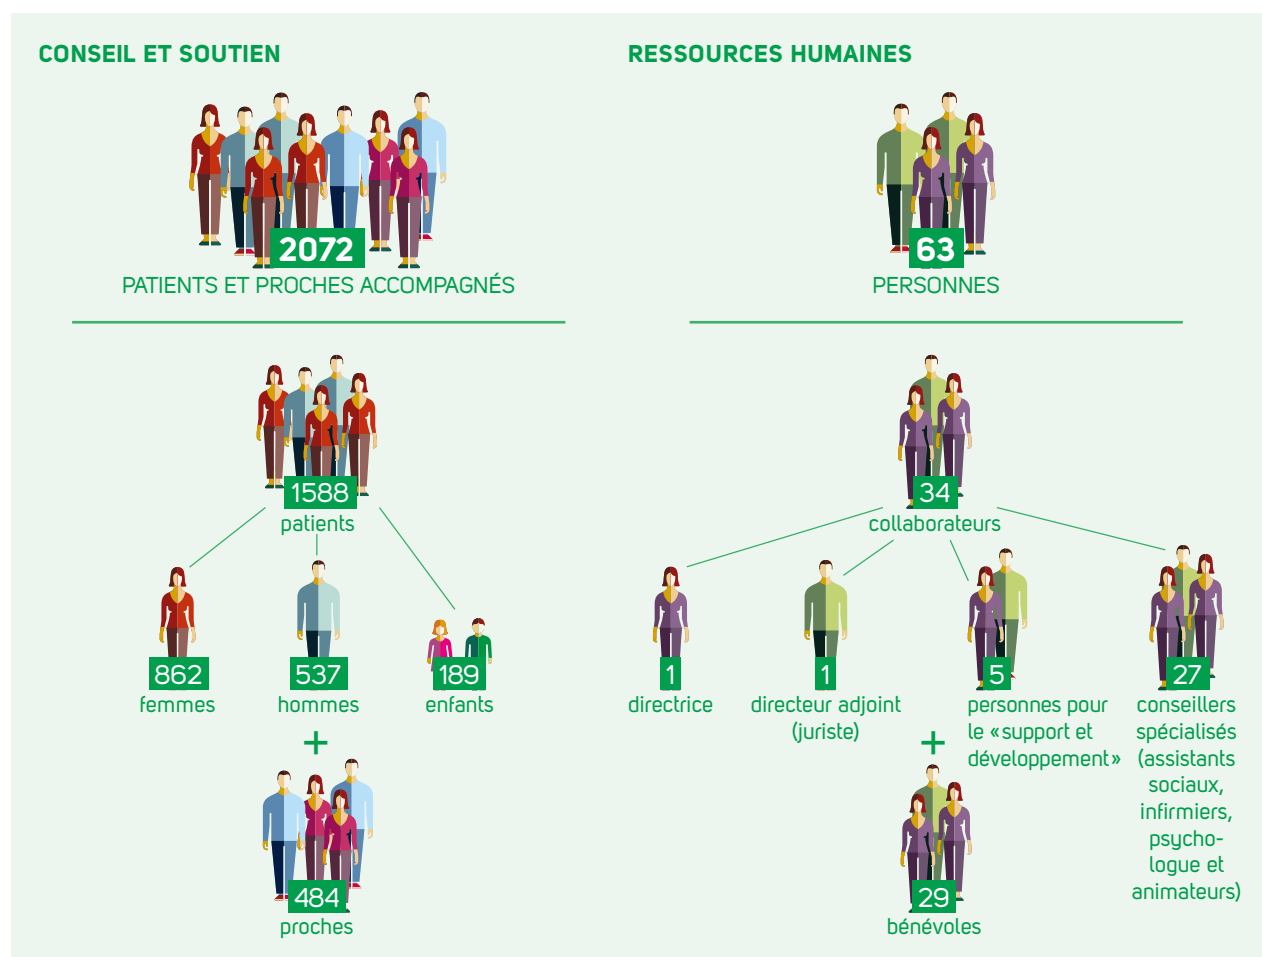 CONSEIL ET SOUTIEN
2072
PATIENTS ET PROCHES ACCOMPAGNÉS
1588
patients
862
femmes
537
hommes
189
enfants
+
484
proches
RESSOURCES HUMAINES
63
PERSONNES
34
collaborateurs
1
directrice
1
directeur adjoint
(juriste)
5
personnes pour
le «support et
développement»
27
conseillers
spécialisés
(assistants
sociaux,
infirmiers,
psycho-
logue et
animateurs)
+
29
bénévoles